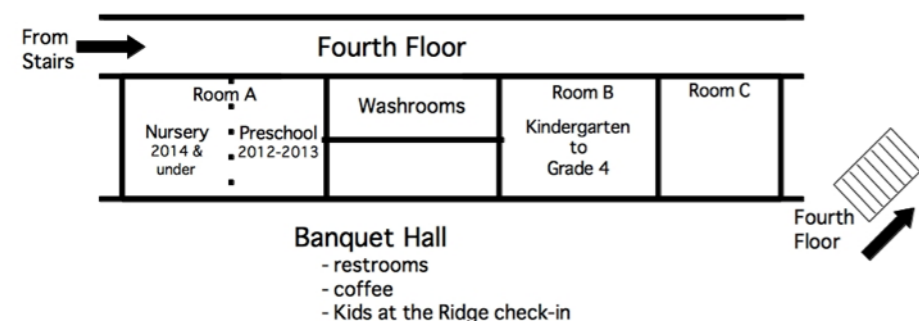 From
Stairs
Fourth Floor
Room A
Nursery
2014 &
under
Preschool
2012-2013
Washrooms
Room B
Kindergarten
to
Grade 4
Room C
Fourth
Floor
Banquet Hall
- restrooms
- coffee
- Kids at the Ridge check-in